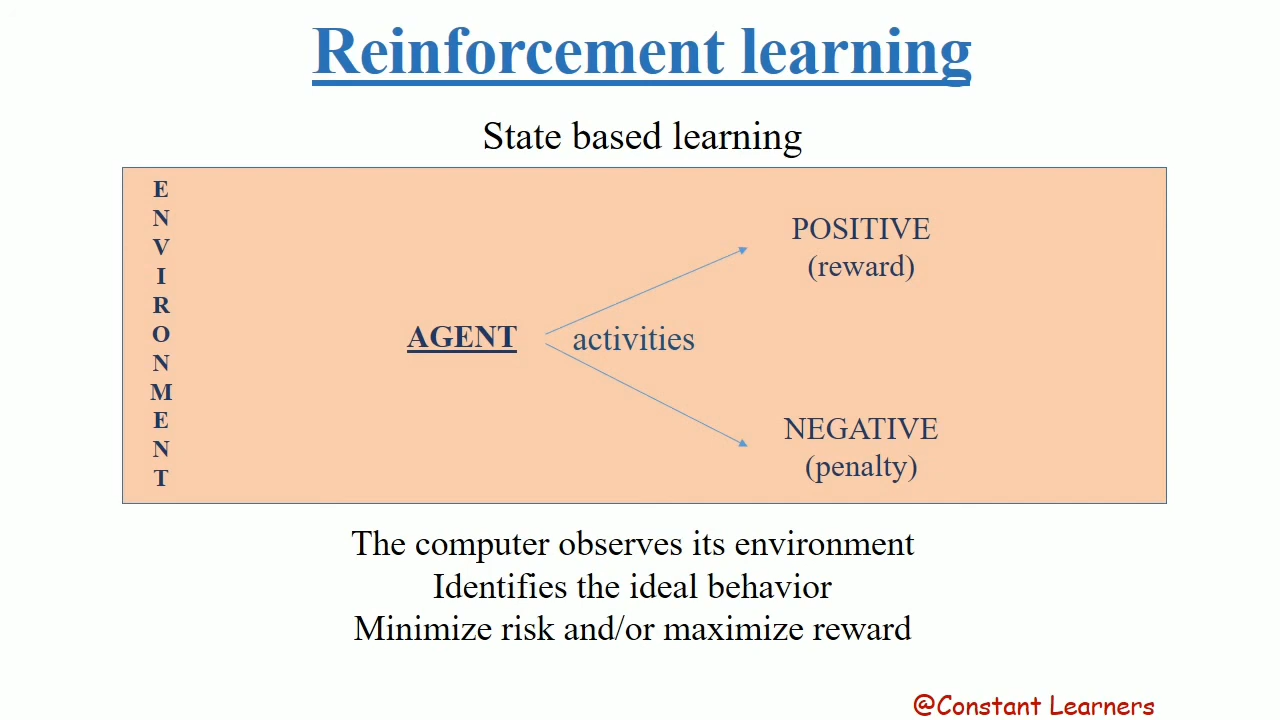 Reinforcement learning
State based learning
ENVIRONMENT
POSITIVE
(reward)
AGENT
activities
NEGATIVE
(penalty)
The computer observes its environment
Identifies the ideal behavior
Minimize risk and/or maximize reward
@Constant Learners